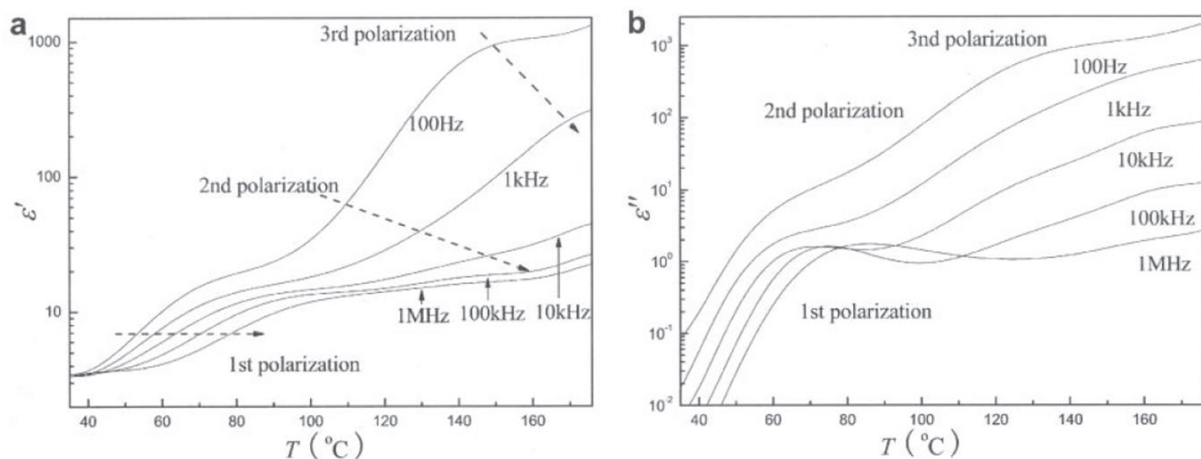 a
1000
100
10
ε′
3rd polarization
100Hz
2nd polarization
1kHz
1MHz
100kHz
10kHz
1st polarization
40
60
80
100
120
140
160
T (°C)
b
10³
10²
10¹
10⁰
10⁻¹
10⁻²
ε″
3nd polarization
100Hz
2nd polarization
1kHz
10kHz
100kHz
1MHz
1st polarization
40
60
80
100
120
140
160
T (°C)